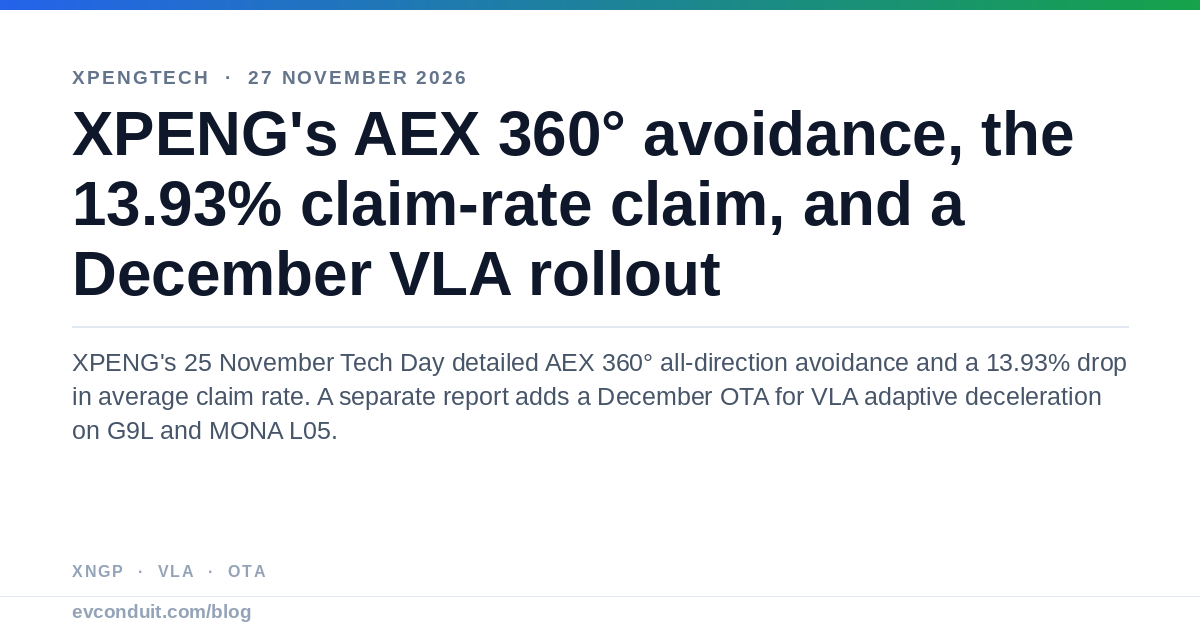 XPENGTECH · 27 NOVEMBER 2026
XPENG's AEX 360° avoidance, the
13.93% claim-rate claim, and a
December VLA rollout
XPENG's 25 November Tech Day detailed AEX 360° all-direction avoidance and a 13.93% drop
in average claim rate. A separate report adds a December OTA for VLA adaptive deceleration
on G9L and MONA L05.
XNGP · VLA · OTA
evconduit.com/blog